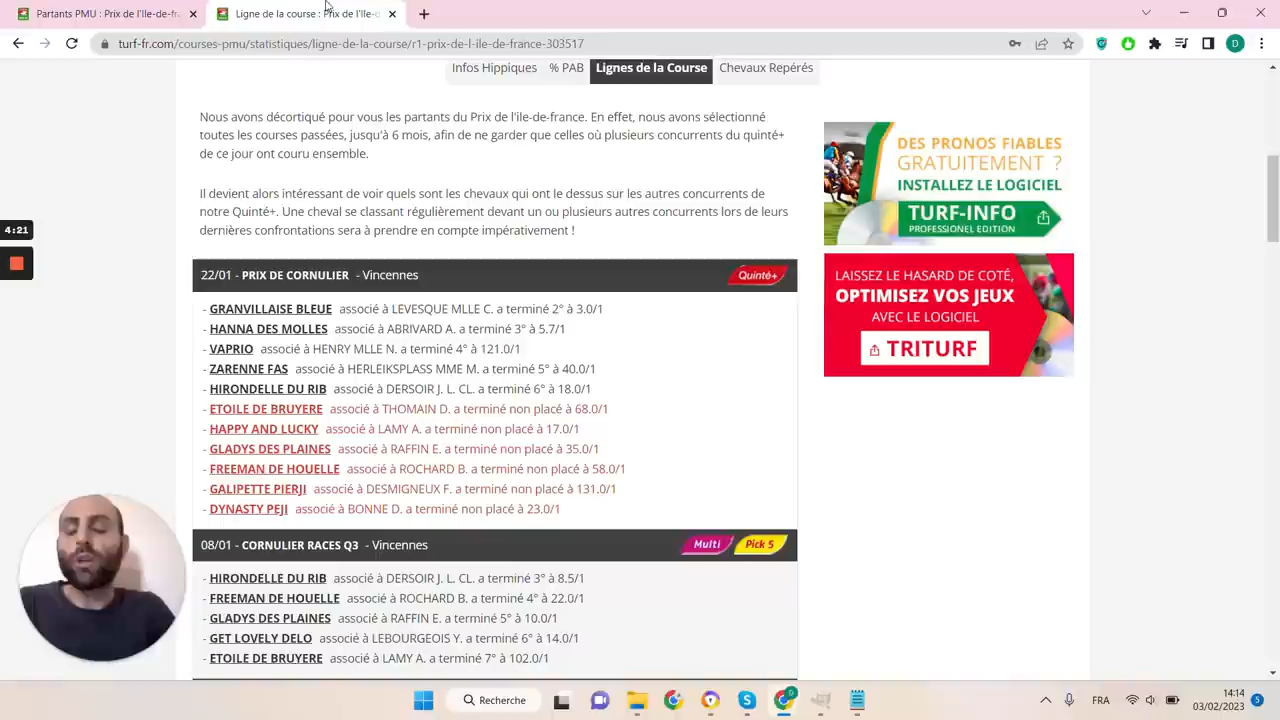 Partants PMU : Prix de l'ile-de-fr
Ligne de la course : Prix de l'ile-d
turf-fr.com/courses-pmu/statistiques/ligne-de-la-course/r1-prix-de-l-ile-de-france-303517
D
Infos Hippiques % PAB Lignes de la Course Chevaux Repérés
Nous avons décortiqué pour vous les partants du Prix de l'ile-de-france. En effet, nous avons sélectionné
toutes les courses passées, jusqu'à 6 mois, afin de ne garder que celles où plusieurs concurrents du quinté+
de ce jour ont couru ensemble.
Il devient alors intéressant de voir quels sont les chevaux qui ont le dessus sur les autres concurrents de
notre Quinté+. Une cheval se classant régulièrement devant un ou plusieurs autres concurrents lors de leurs
dernières confrontations sera à prendre en compte impérativement !
22/01 - PRIX DE CORNULIER - Vincennes Quinté+
- GRANVILLAISE BLEUE associé à LEVESQUE MLLE C. a terminé 2° à 3.0/1
- HANNA DES MOLLES associé à ABRIVARD A. a terminé 3° à 5.7/1
- VAPRIO associé à HENRY MLLE N. a terminé 4° à 121.0/1
- ZARENNE FAS associé à HERLEIKSPLASS MME M. a terminé 5° à 40.0/1
- HIRONDELLE DU RIB associé à DERSOIR J. L. CL. a terminé 6° à 18.0/1
- ETOILE DE BRUYERE associé à THOMAIN D. a terminé non placé à 68.0/1
- HAPPY AND LUCKY associé à LAMY A. a terminé non placé à 17.0/1
- GLADYS DES PLAINES associé à RAFFIN E. a terminé non placé à 35.0/1
- FREEMAN DE HOUELLE associé à ROCHARD B. a terminé non placé à 58.0/1
- GALIPETTE PIERJI associé à DESMIGNEUX F. a terminé non placé à 131.0/1
- DYNASTY PEJI associé à BONNE D. a terminé non placé à 23.0/1
08/01 - CORNULIER RACES Q3 - Vincennes Multi Pick 5
- HIRONDELLE DU RIB associé à DERSOIR J. L. CL. a terminé 3° à 8.5/1
- FREEMAN DE HOUELLE associé à ROCHARD B. a terminé 4° à 22.0/1
- GLADYS DES PLAINES associé à RAFFIN E. a terminé 5° à 10.0/1
- GET LOVELY DELO associé à LEBOURGEOIS Y. a terminé 6° à 14.0/1
- ETOILE DE BRUYERE associé à LAMY A. a terminé 7° à 102.0/1
DES PRONOS FIABLES
GRATUITEMENT ?
INSTALLEZ LE LOGICIEL
TURF-INFO
PROFESSIONEL EDITION
LAISSEZ LE HASARD DE COTÉ,
OPTIMISEZ VOS JEUX
AVEC LE LOGICIEL
TRITURF
4:21
Recherche
FRA
14:14
03/02/2023
5